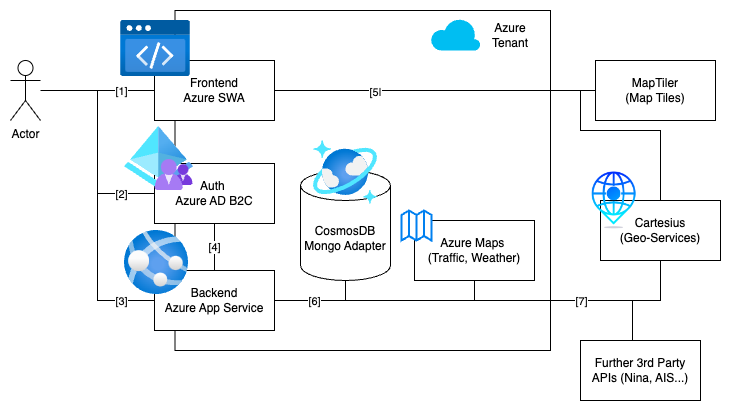 Azure
Tenant
Frontend
Azure SWA
[1]
[5]
MapTiler
(Map Tiles)
Actor
Auth
Azure AD B2C
[2]
[4]
CosmosDB
Mongo Adapter
Azure Maps
(Traffic, Weather)
Cartesius
(Geo-Services)
Backend
Azure App Service
[3]
[6]
[7]
Further 3rd Party
APIs (Nina, AIS...)